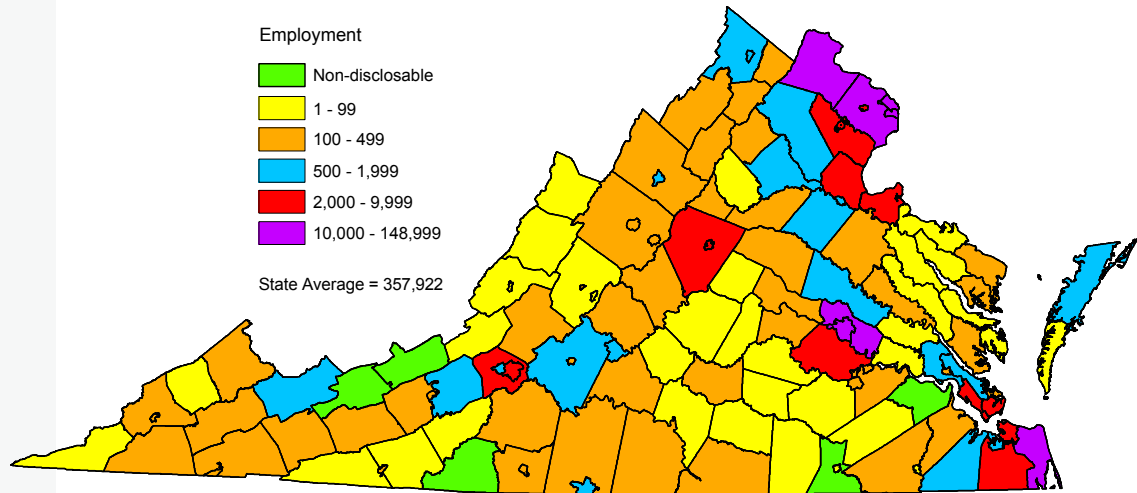 Employment
Non-disclosable
1 - 99
100 - 499
500 - 1,999
2,000 - 9,999
10,000 - 148,999
State Average = 357,922